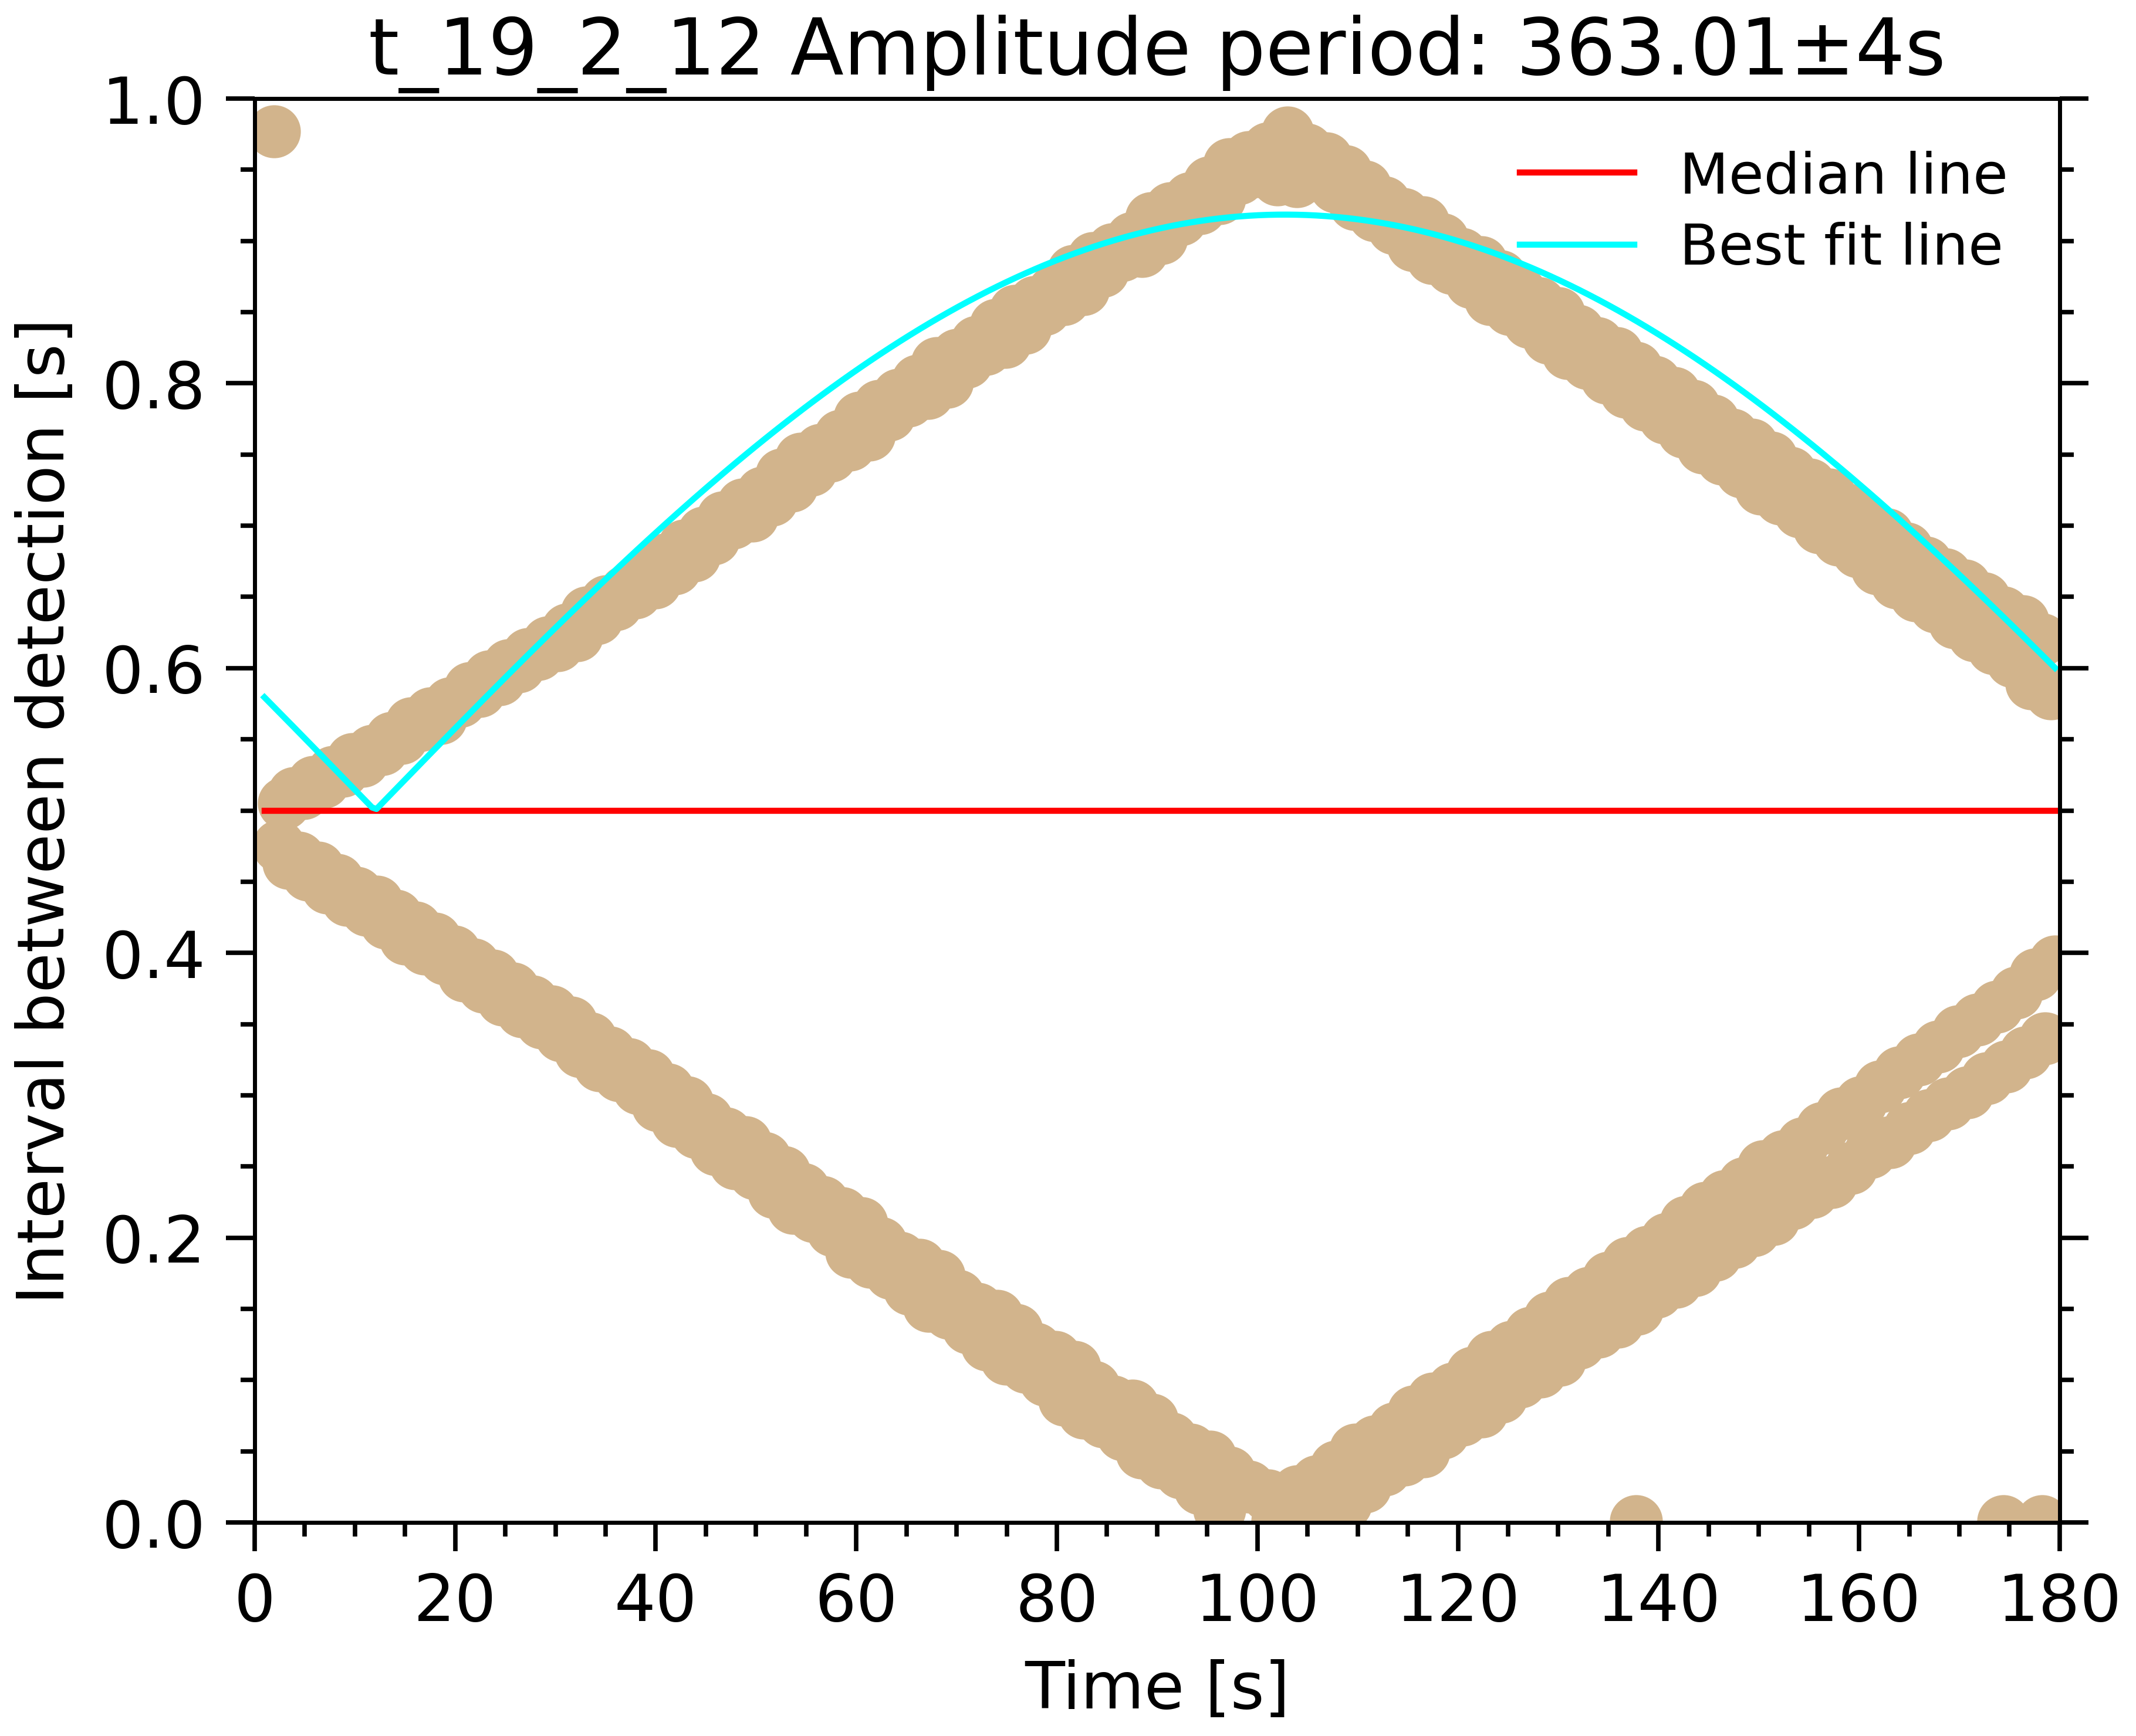 t_19_2_12 Amplitude period: 363.01±4s
Median line
Best fit line
Interval between detection [s]
1.0
0.8
0.6
0.4
0.2
0.0
0 20 40 60 80 100 120 140 160 180
Time [s]